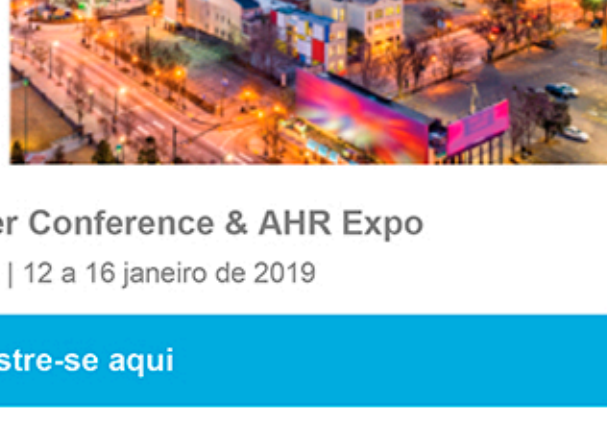 er Conference & AHR Expo
| 12 a 16 janeiro de 2019
stre-se aqui